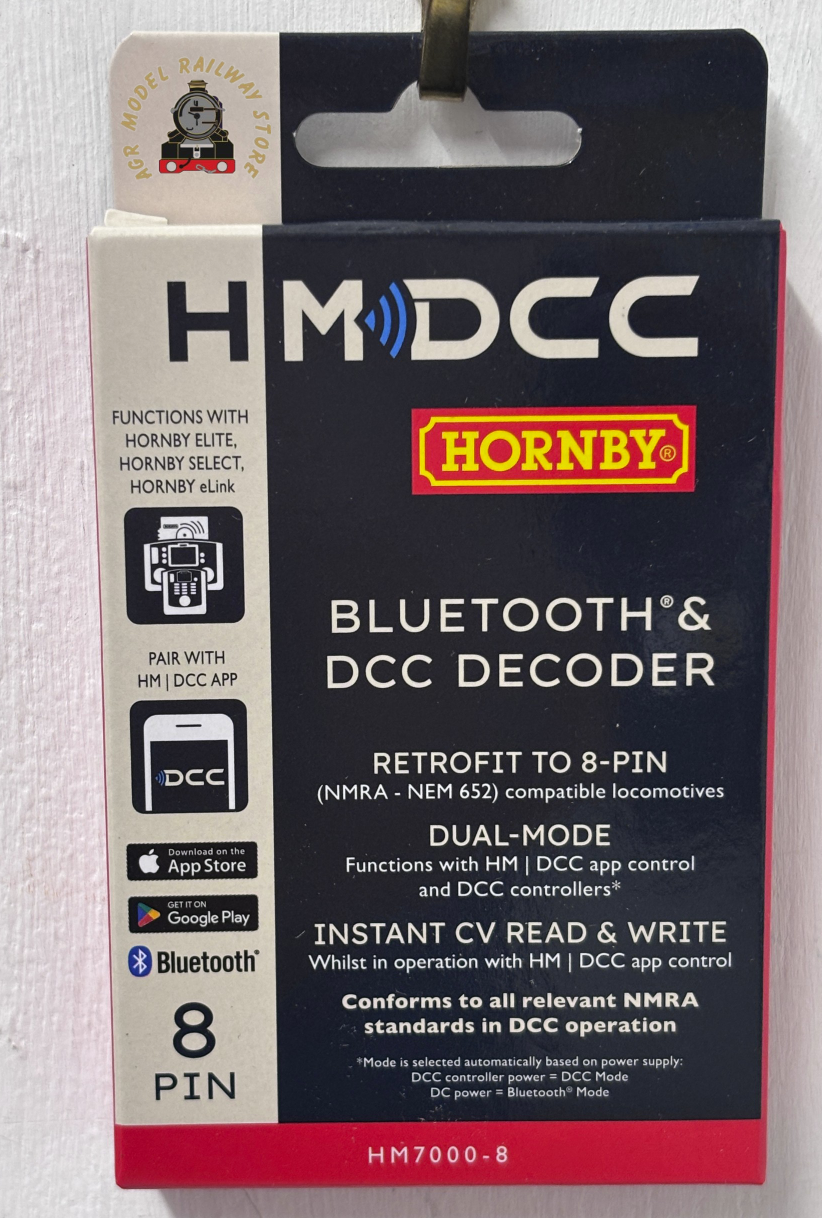 AGR MODEL RAILWAY STORE
HM DCC
FUNCTIONS WITH
HORNBY ELITE,
HORNBY SELECT,
HORNBY eLink
HORNBY®
BLUETOOTH® &
DCC DECODER
PAIR WITH
HM | DCC APP
DCC
RETROFIT TO 8-PIN
(NMRA - NEM 652) compatible locomotives
DUAL-MODE
Functions with HM | DCC app control
and DCC controllers*
Download on the
App Store
GET IT ON
Google Play
Bluetooth®
INSTANT CV READ & WRITE
Whilst in operation with HM | DCC app control
Conforms to all relevant NMRA
standards in DCC operation
8
PIN
*Mode is selected automatically based on power supply:
DCC controller power = DCC Mode
DC power = Bluetooth® Mode
HM7000-8